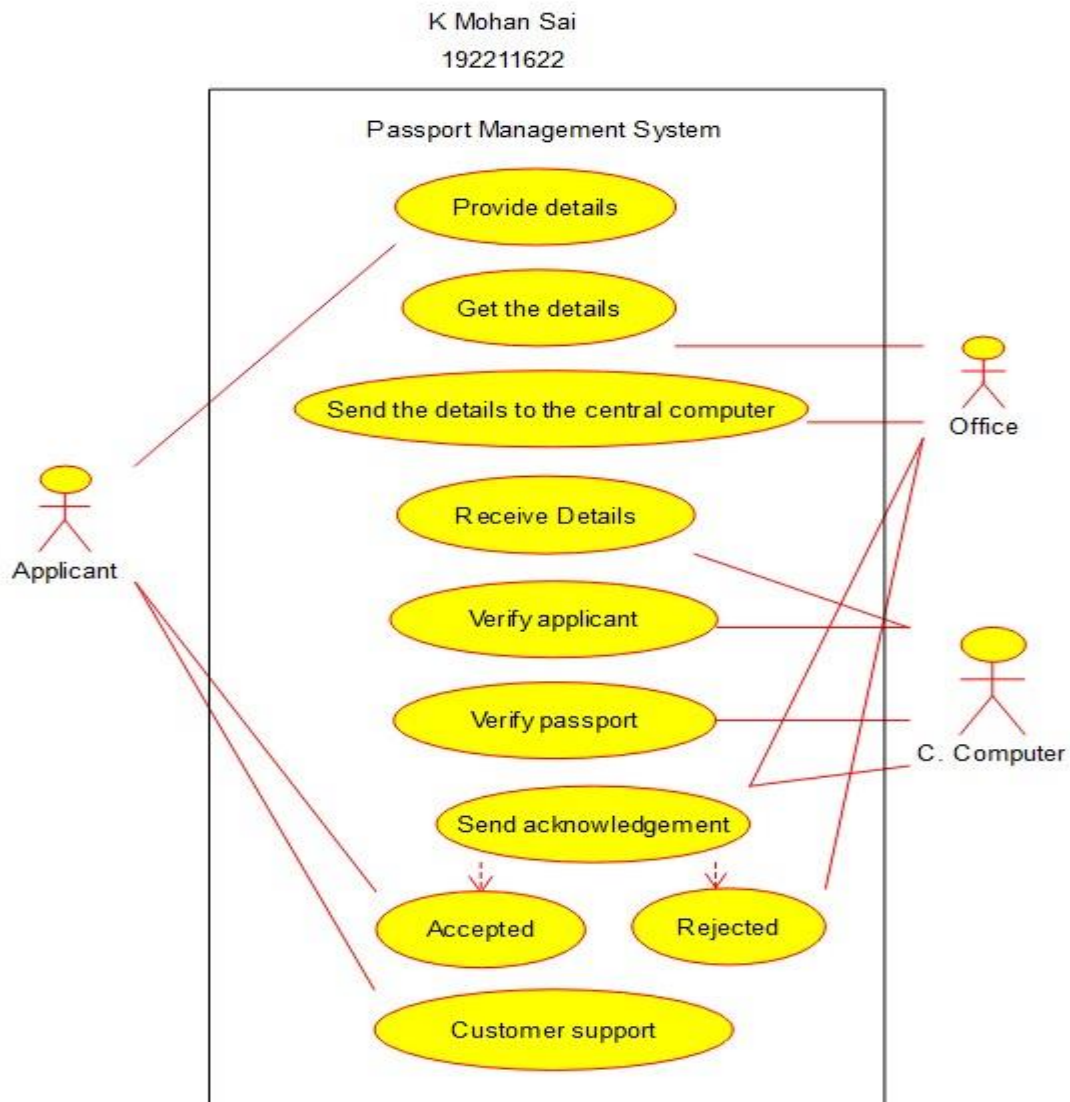 K Mohan Sai
192211622
Passport Management System
Provide details
Get the details
Send the details to the central computer
Office
Receive Details
Applicant
Verify applicant
Verify passport
C. Computer
Send acknowledgement
Accepted
Rejected
Customer support